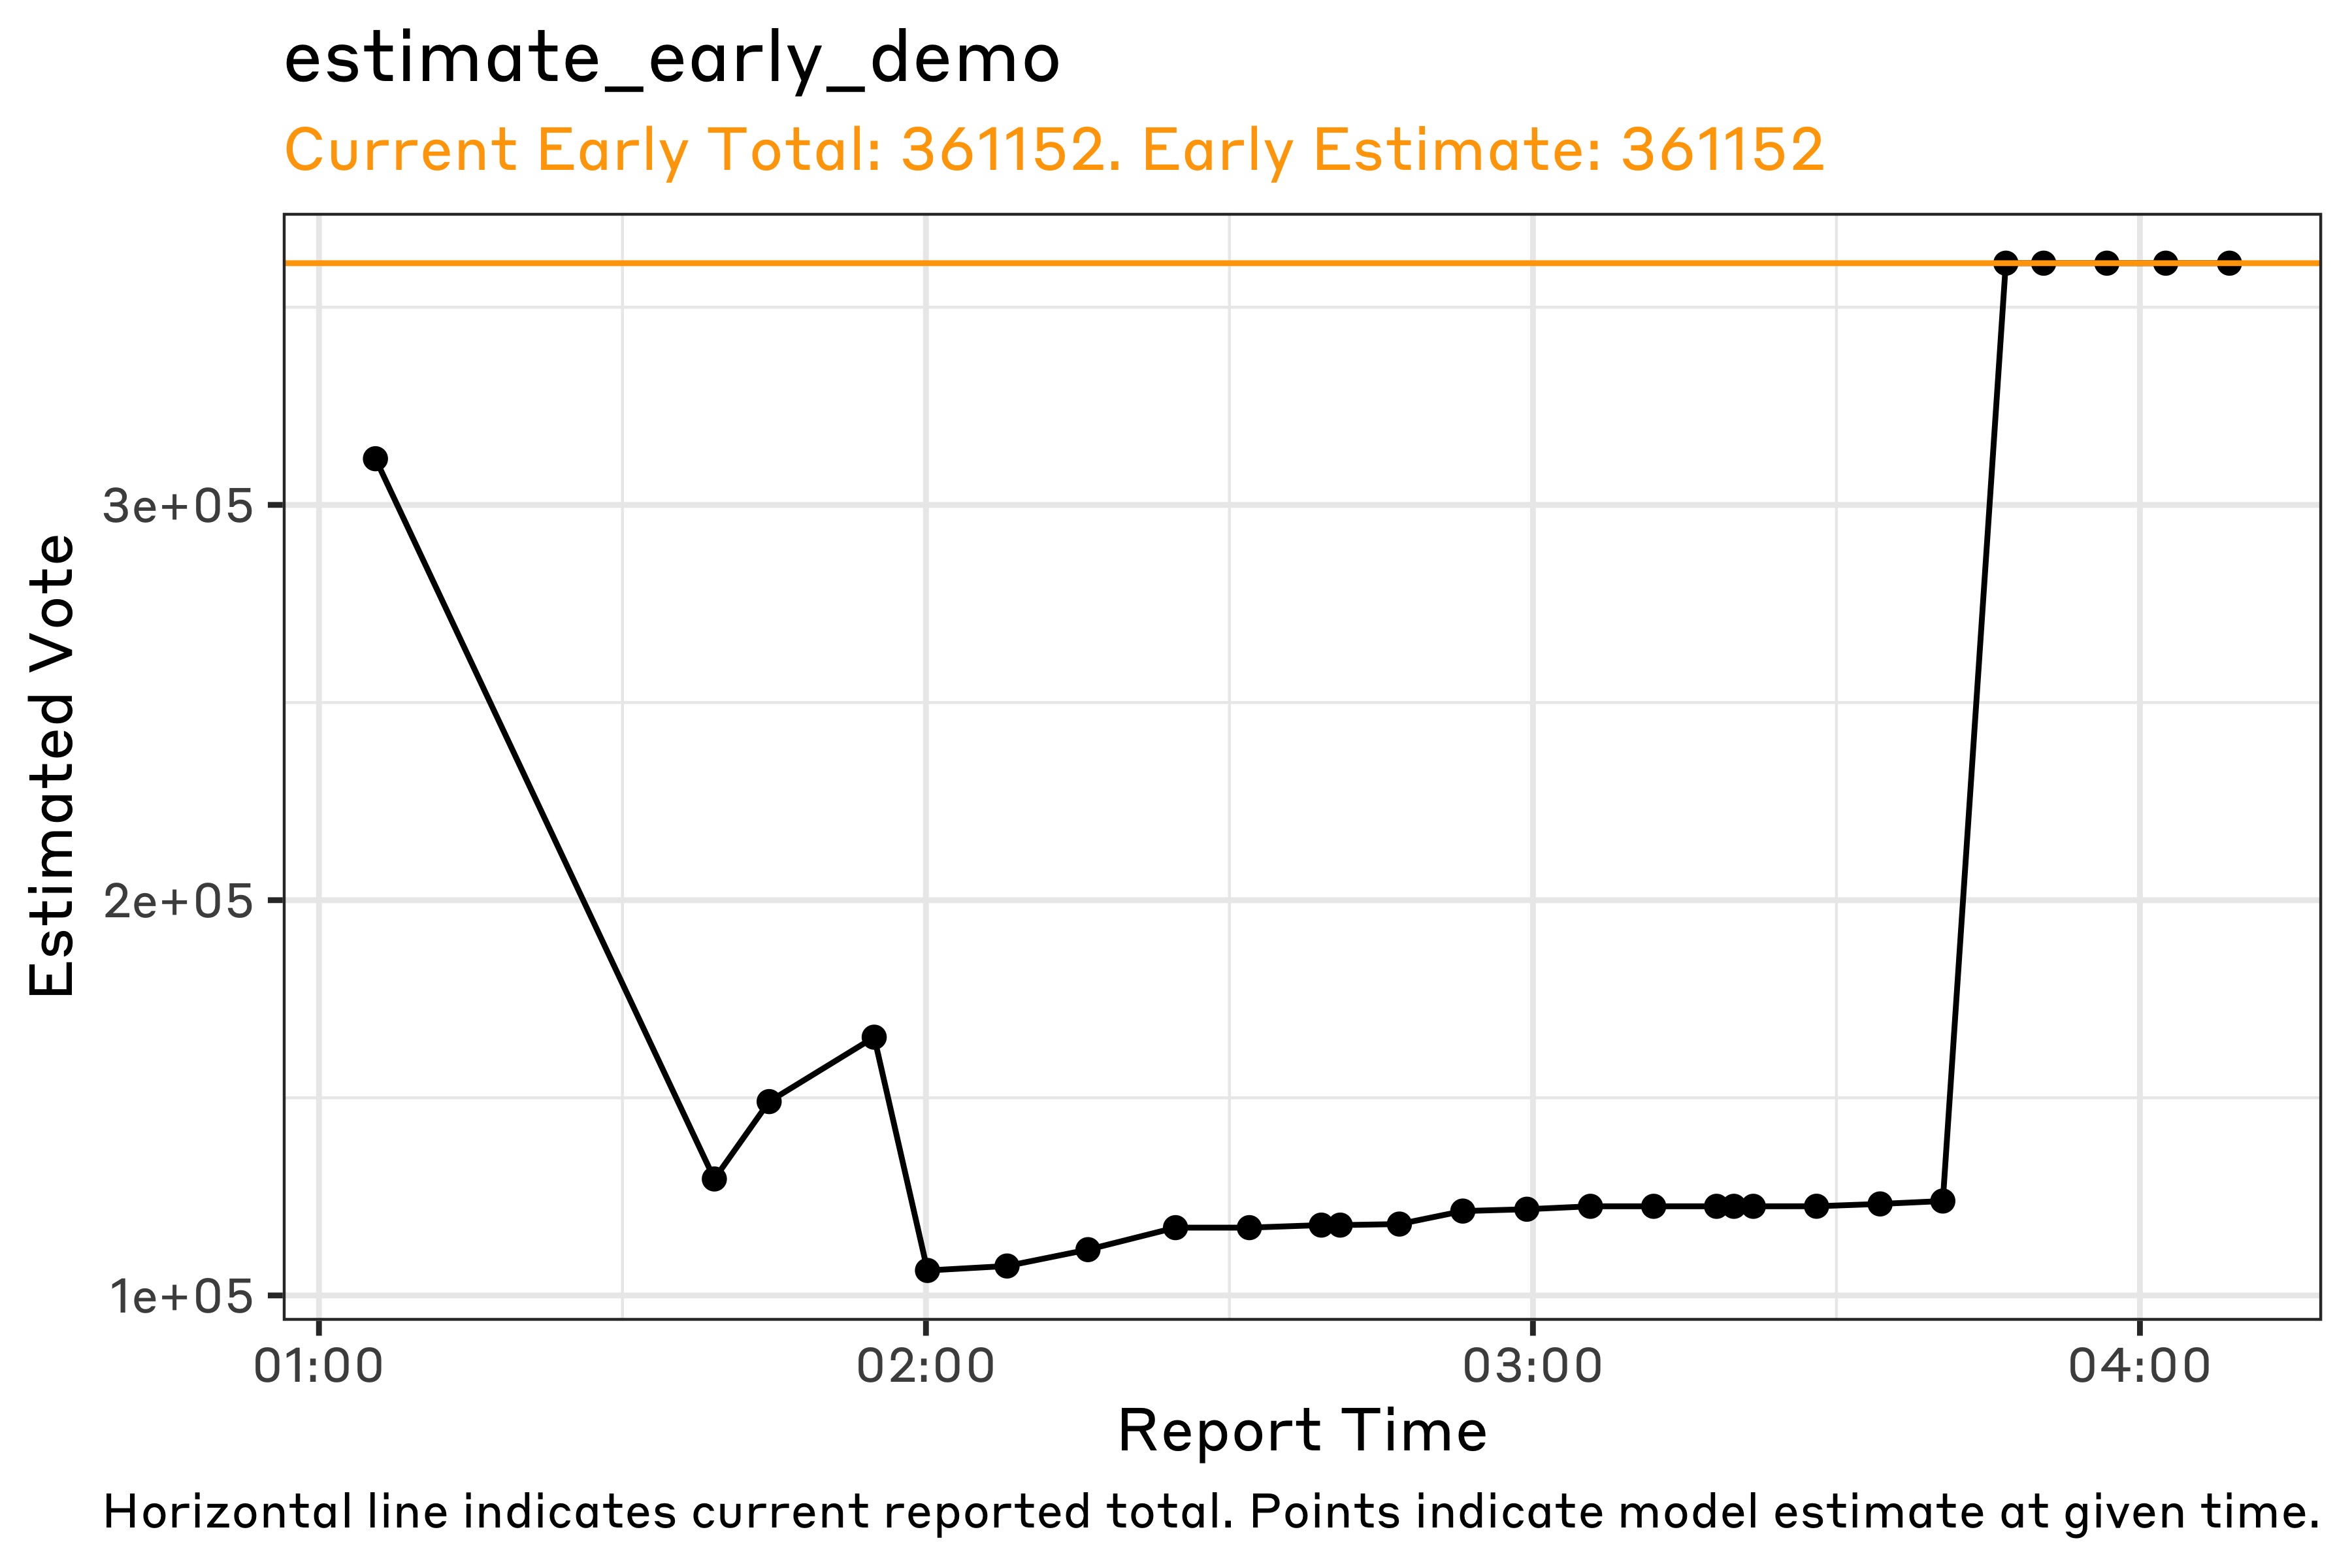 estimate_early_demo
Current Early Total: 361152. Early Estimate: 361152
Estimated Vote
3e+05
2e+05
1e+05
01:00
02:00
03:00
04:00
Report Time
Horizontal line indicates current reported total. Points indicate model estimate at given time.